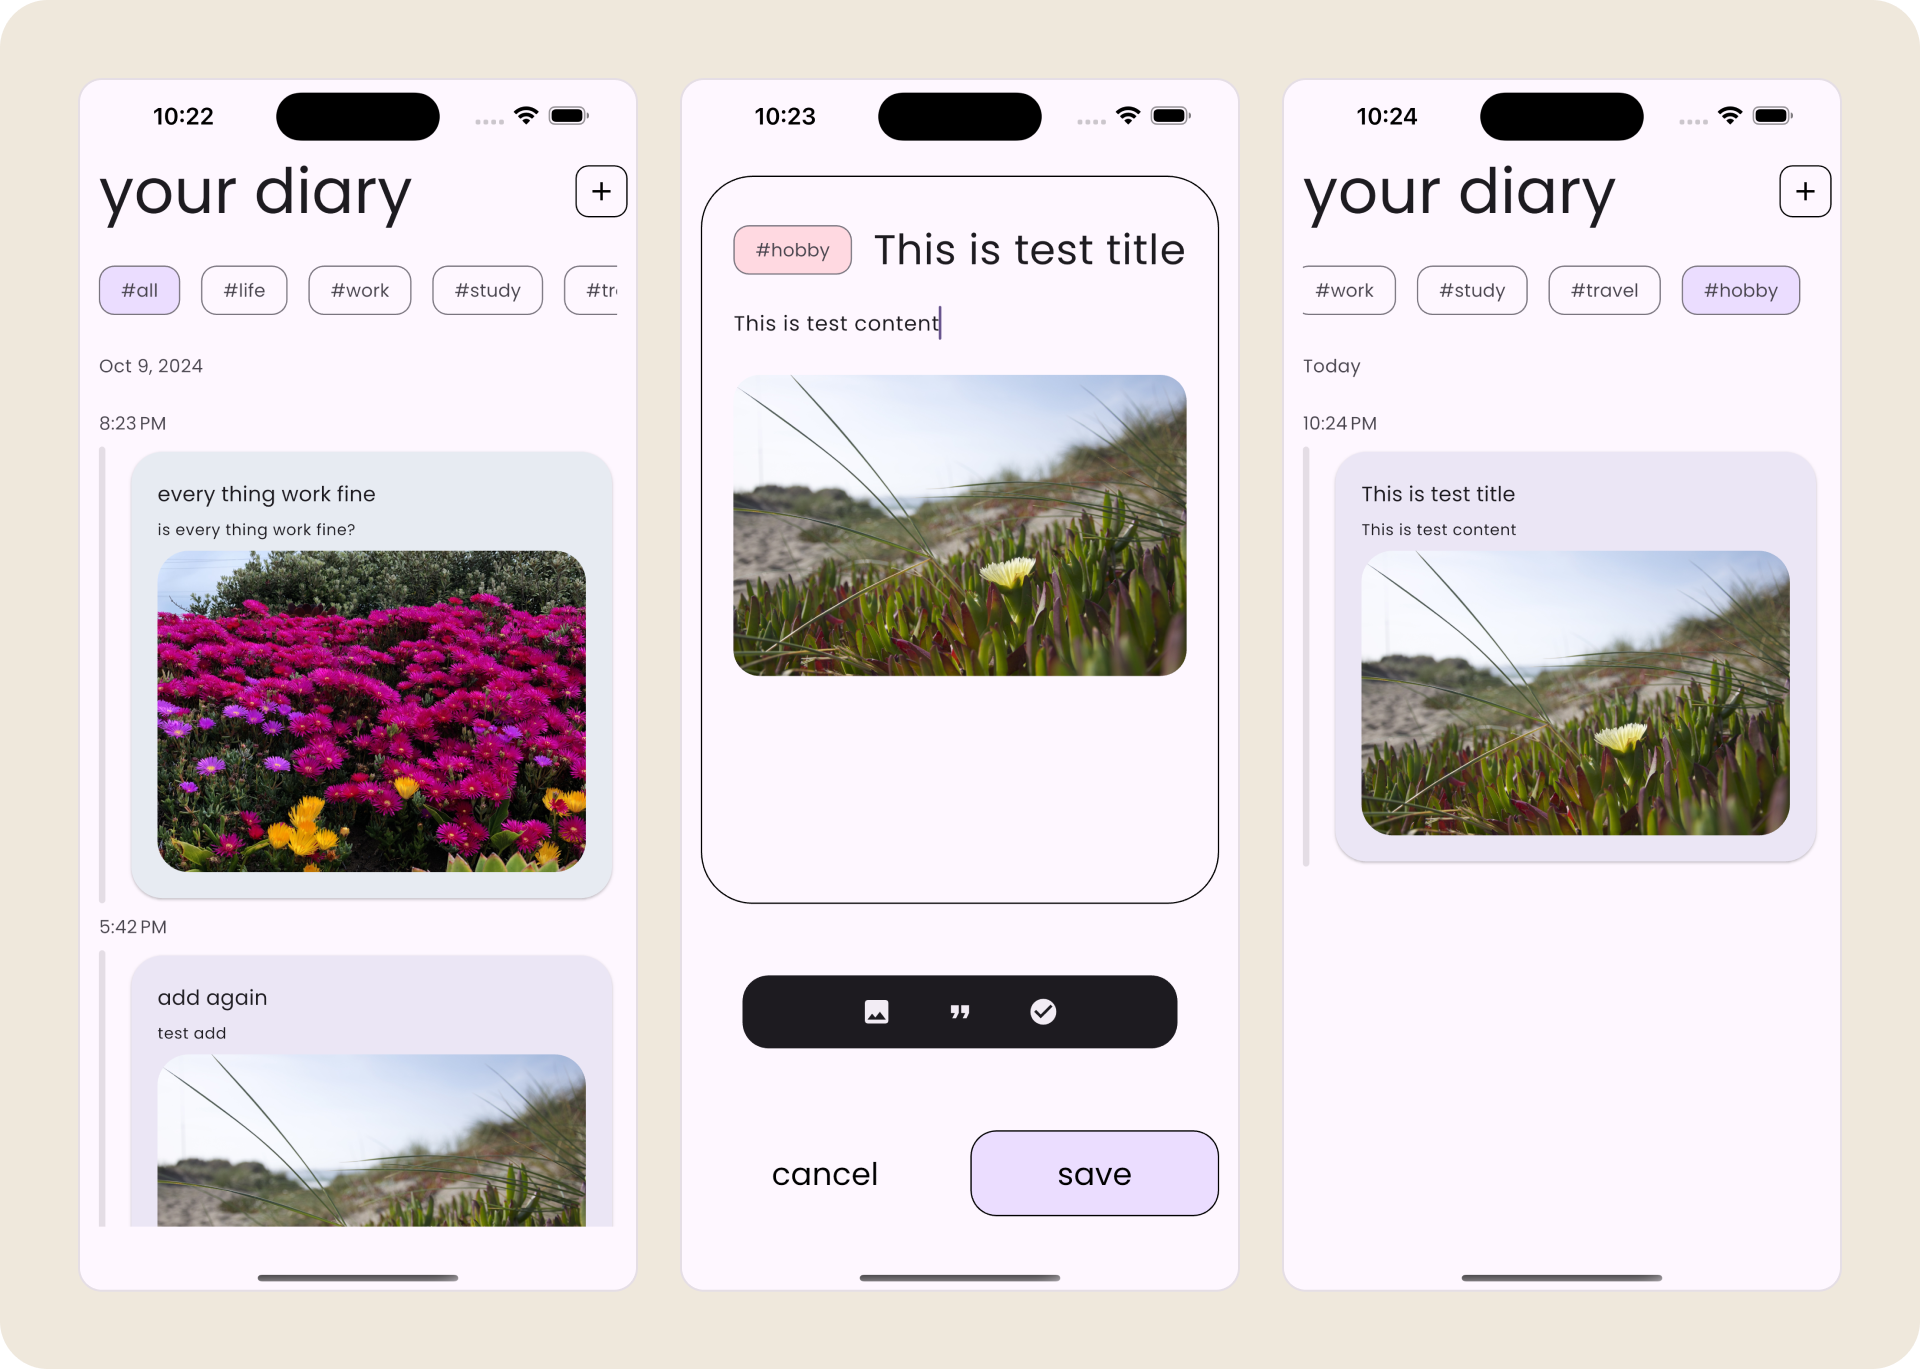 10:22
your diary
+
#all #life #work #study
Oct 9, 2024
8:23 PM
every thing work fine
is every thing work fine?
5:42 PM
add again
test add
10:23
#hobby This is test title
This is test content
cancel save
10:24
your diary
+
#work #study #travel #hobby
Today
10:24 PM
This is test title
This is test content